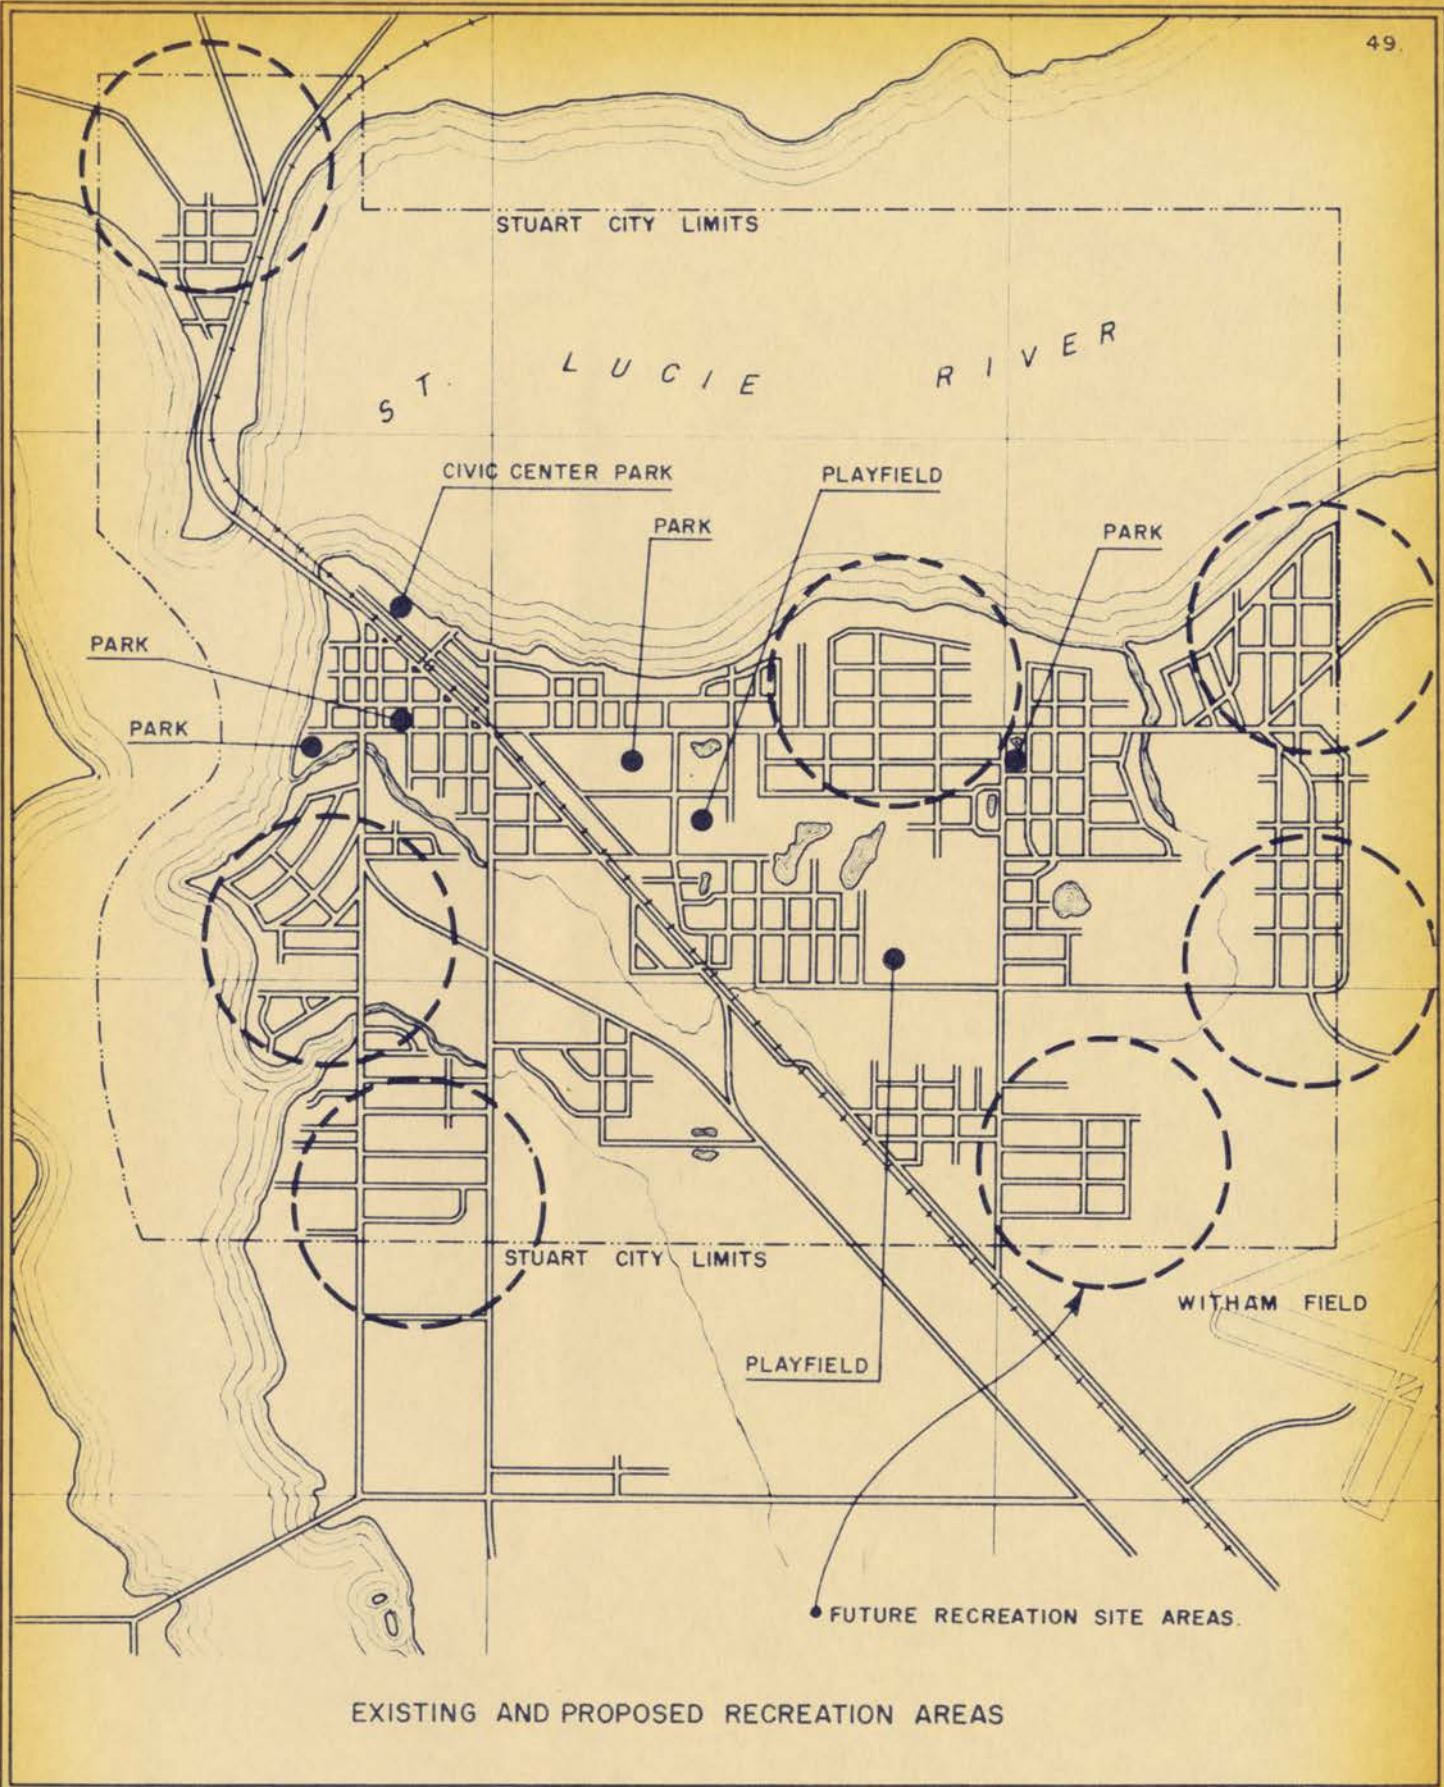 49.
STUART CITY LIMITS
ST. LUCIE RIVER
CIVIC CENTER PARK
PLAYFIELD
PARK
PARK
PARK
PARK
STUART CITY LIMITS
WITHAM FIELD
PLAYFIELD
FUTURE RECREATION SITE AREAS.
EXISTING AND PROPOSED RECREATION AREAS